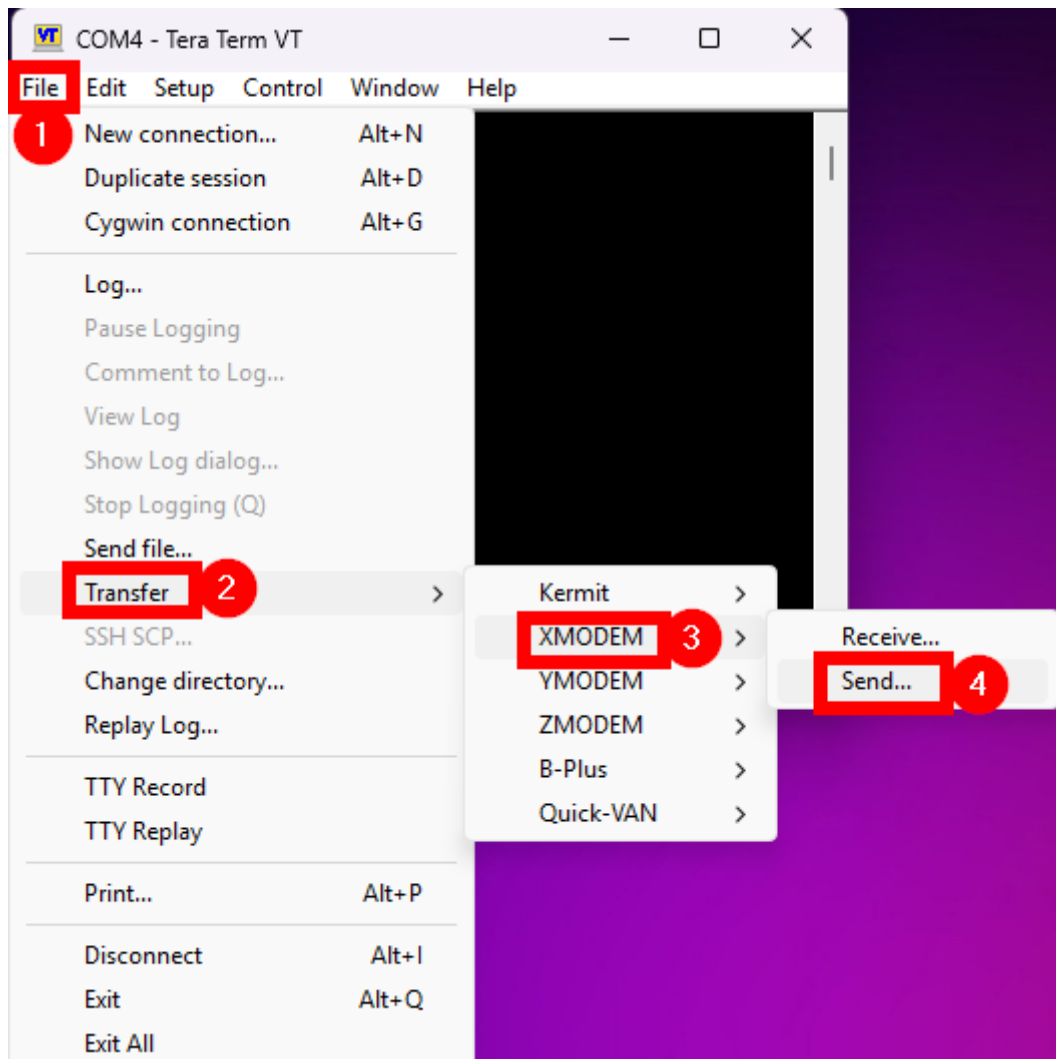 VT COM4 - Tera Term VT
File Edit Setup Control Window Help
1 New connection... Alt+N
Duplicate session Alt+D
Cygwin connection Alt+G
Log...
Pause Logging
Comment to Log...
View Log
Show Log dialog...
Stop Logging (Q)
Send file...
Transfer 2
SSH SCP...
Change directory...
Replay Log...
TTY Record
TTY Replay
Print... Alt+P
Disconnect Alt+I
Exit Alt+Q
Exit All
Kermit
XMODEM 3
YMODEM
ZMODEM
B-Plus
Quick-VAN
Receive...
Send... 4